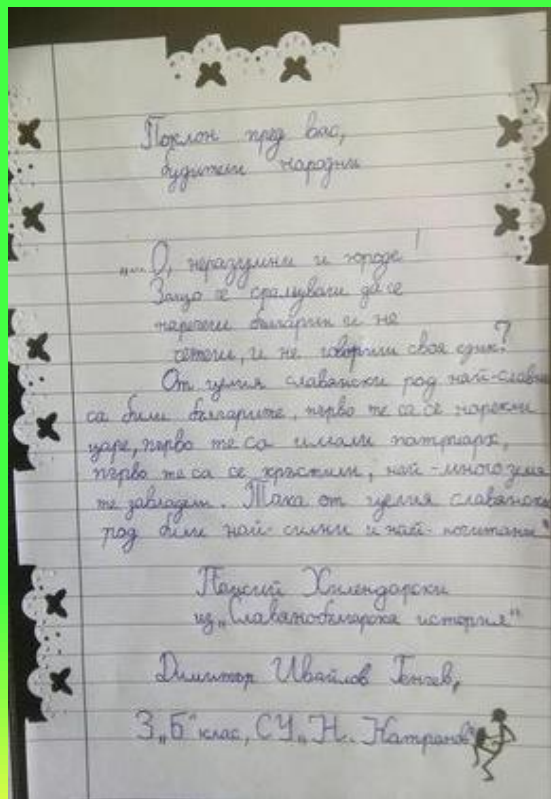 Поклон пред вас,
будители народни
„...О, неразумни и юроде!
Защо се срамуваш да се
наречеш българин и не
четеш, и не говориш своя език?
От целия славянски род най-славни
са били българите, първо те са се нарекли
царе, първо те са имали патриарх,
първо те са се кръстили, най-много земя
те завладели. Така от целия славянски
род били най-силни и най-почитани"
Паисий Хилендарски
из „Славянобългарска история"
Димитър Ивайлов Генчев,
3 „Б" клас, СУ „Н. Катранов"